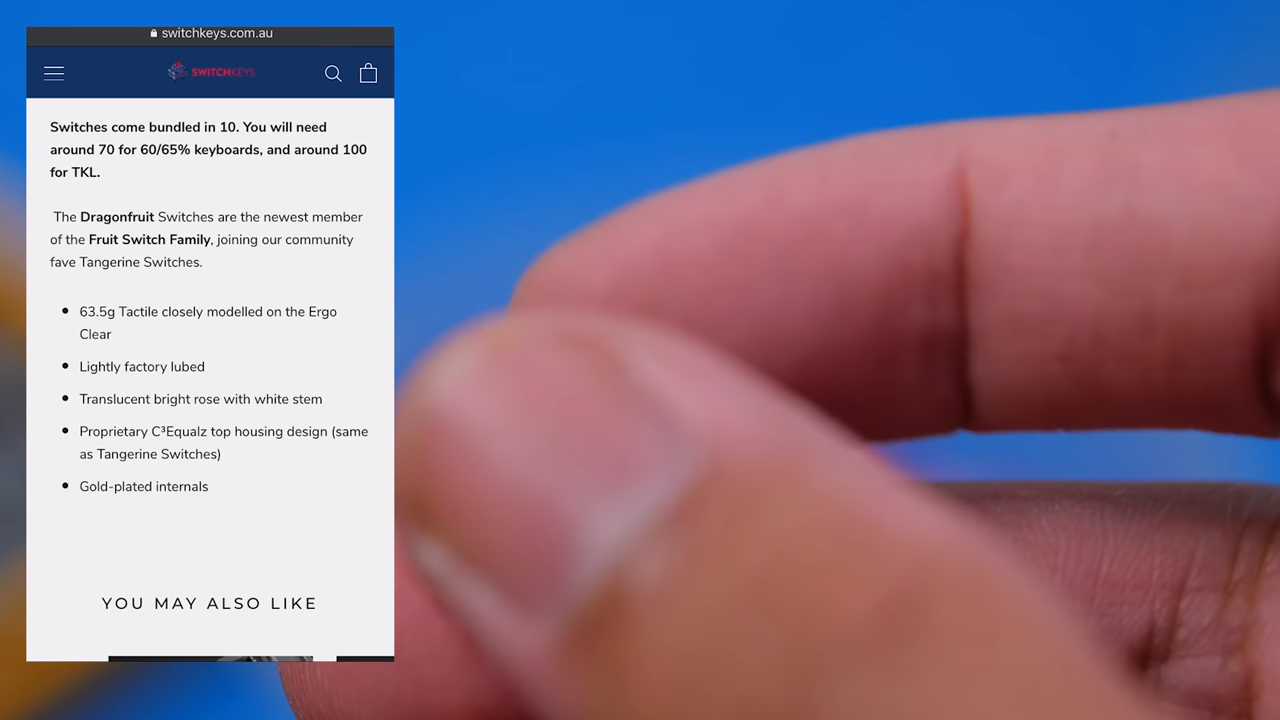 switchkeys.com.au
SWITCHKEYS
Switches come bundled in 10. You will need
around 70 for 60/65% keyboards, and around 100
for TKL.
The Dragonfruit Switches are the newest member
of the Fruit Switch Family, joining our community
fave Tangerine Switches.
• 63.5g Tactile closely modelled on the Ergo
Clear
• Lightly factory lubed
• Translucent bright rose with white stem
• Proprietary C³Equalz top housing design (same
as Tangerine Switches)
• Gold-plated internals
YOU MAY ALSO LIKE